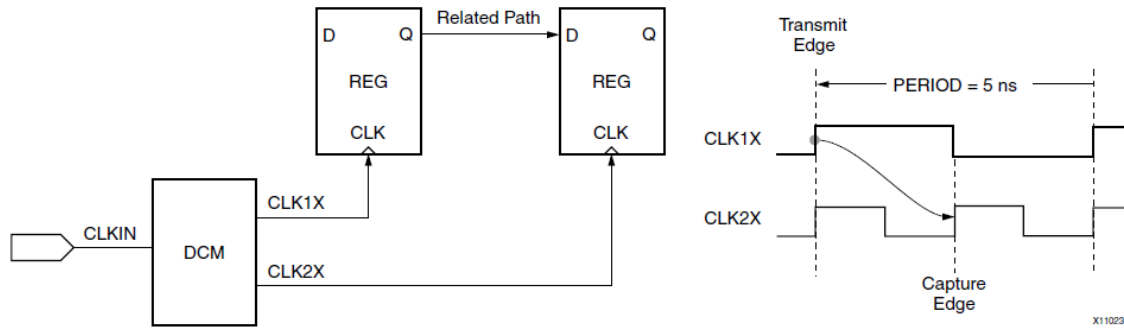 Related Path
D Q
REG
CLK
D Q
REG
CLK
CLKIN
DCM
CLK1X
CLK2X
Transmit
Edge
PERIOD = 5 ns
CLK1X
CLK2X
Capture
Edge
X11023